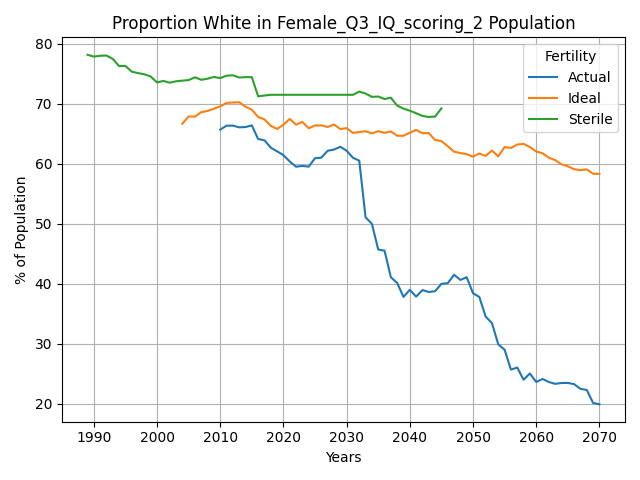 Proportion White in Female_Q3_IQ_scoring_2 Population
% of Population
80
70
60
50
40
30
20
Fertility
Actual
Ideal
Sterile
1990 2000 2010 2020 2030 2040 2050 2060 2070
Years